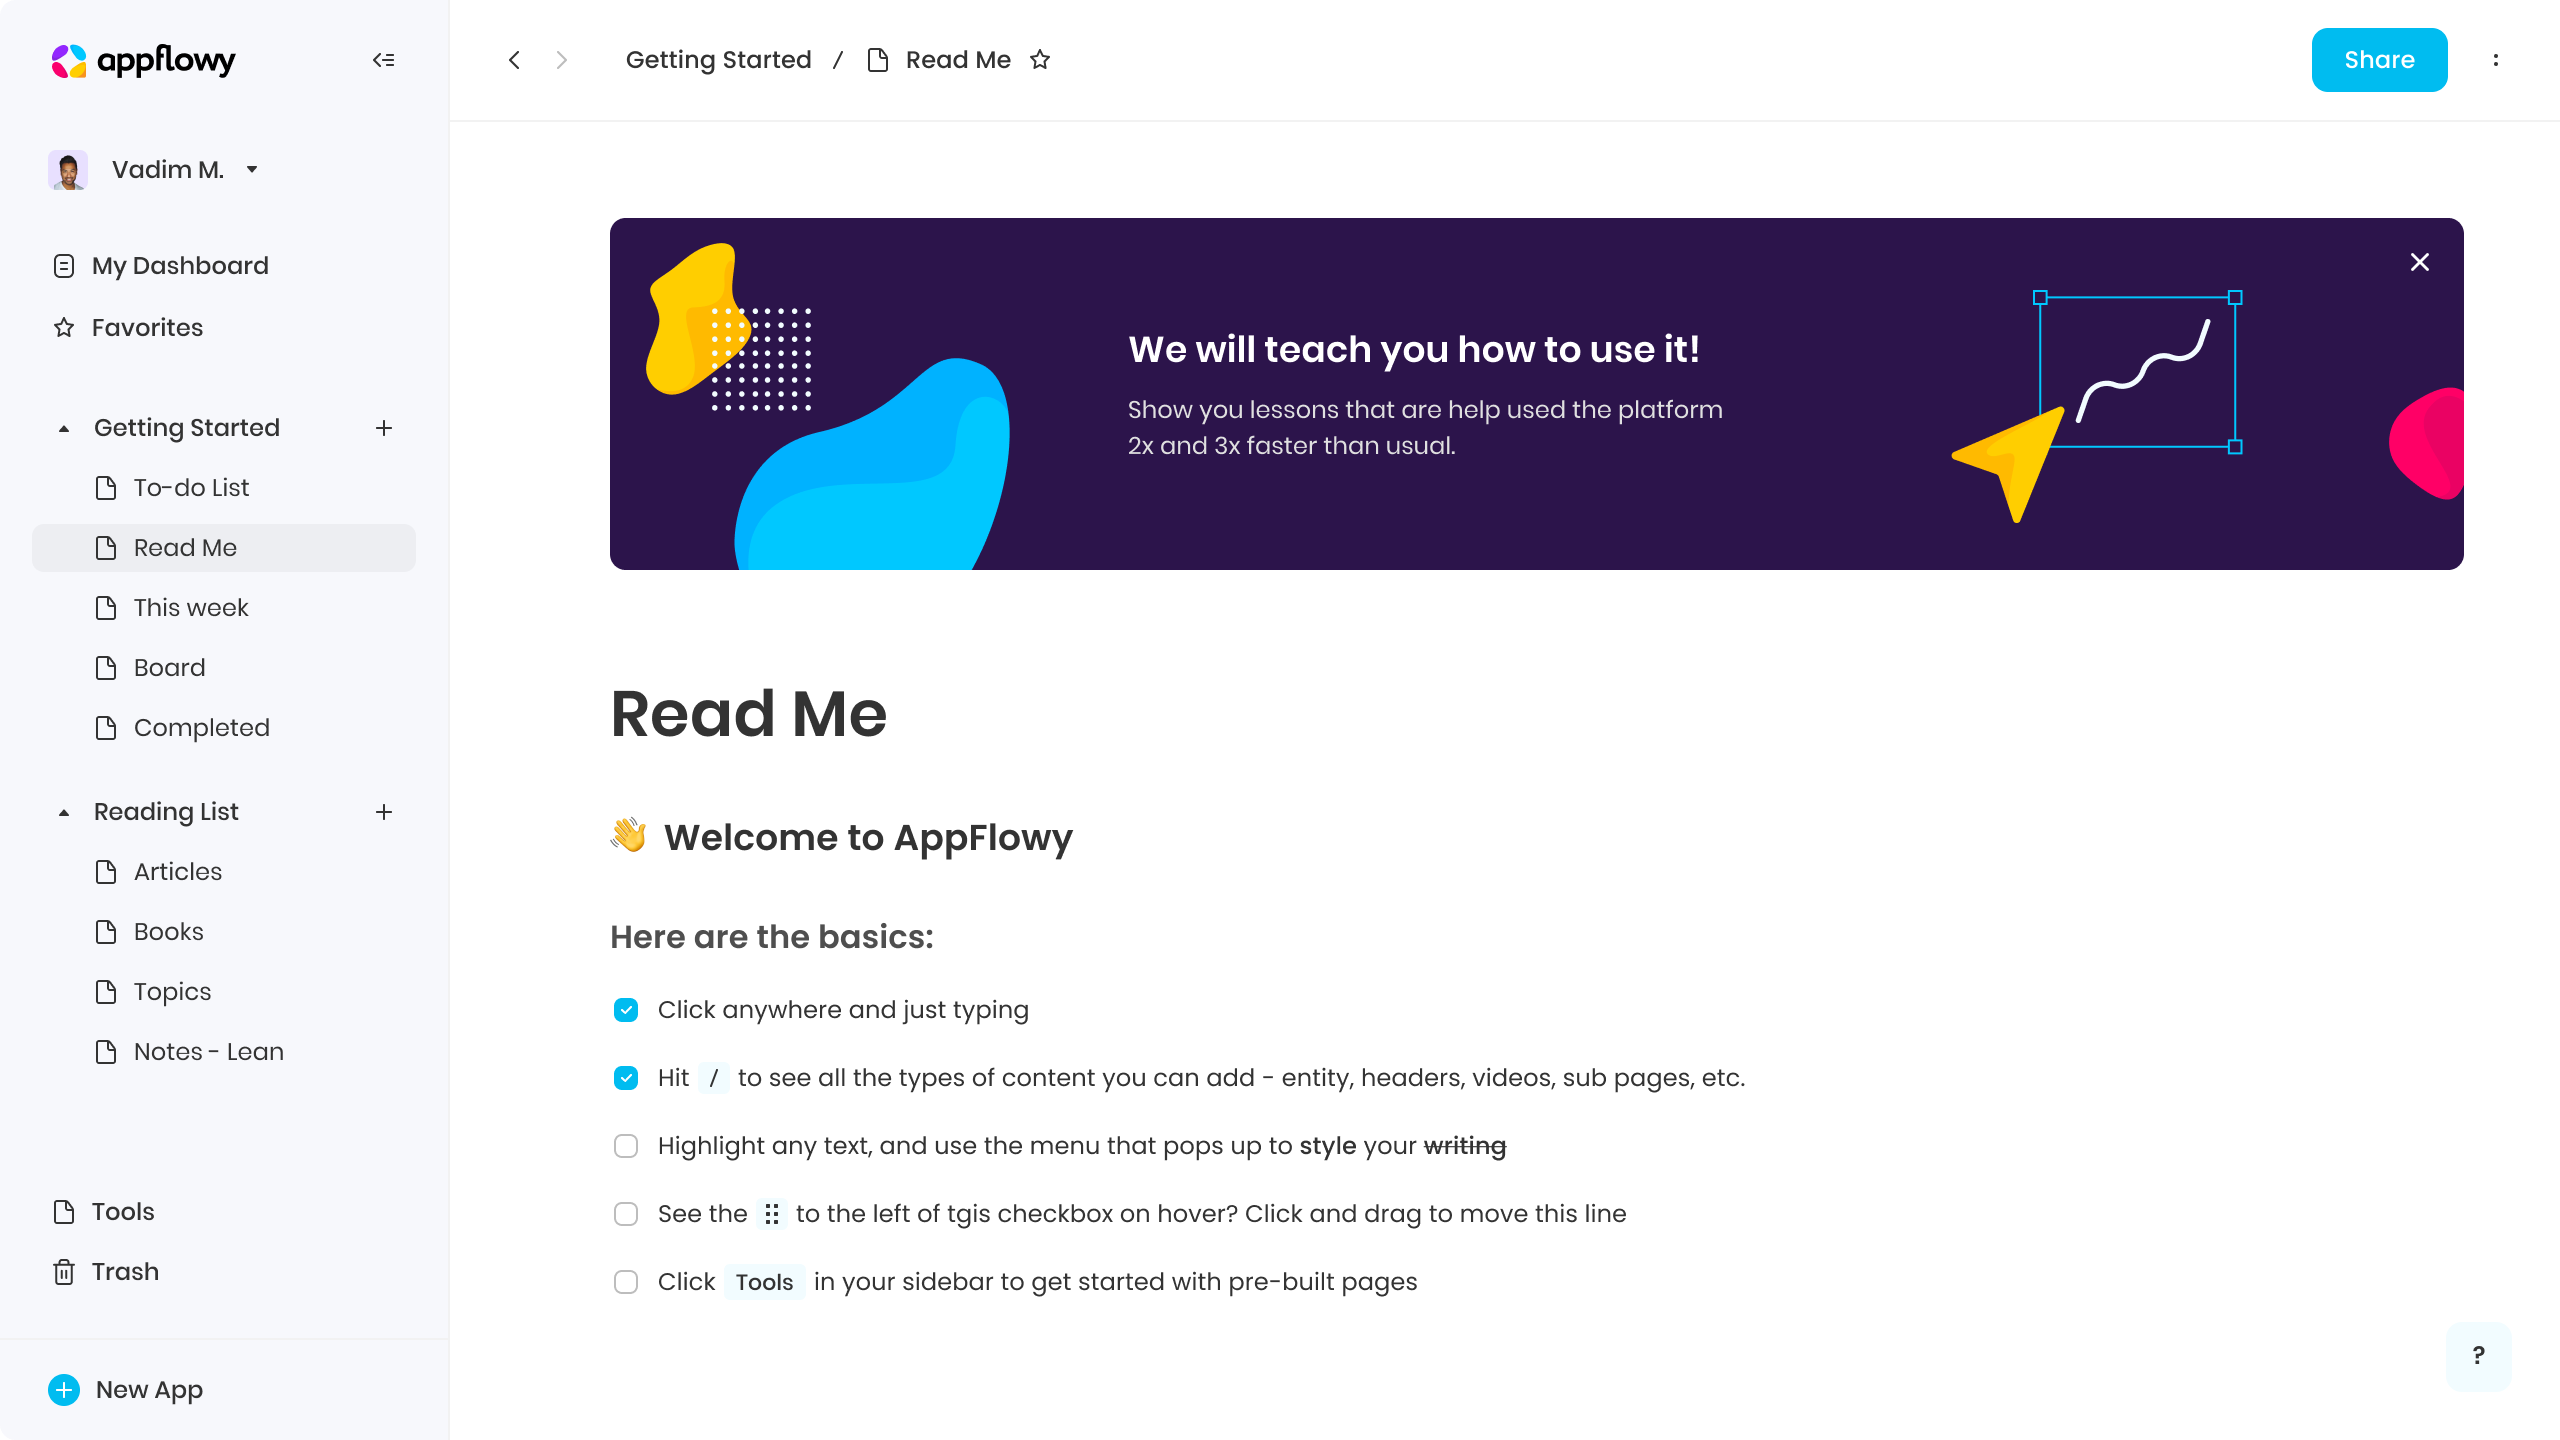 appflowy
Vadim M.
My Dashboard
Favorites
Getting Started
To-do List
Read Me
This week
Board
Completed
Reading List
Articles
Books
Topics
Notes - Lean
Tools
Trash
New App
Getting Started / Read Me
Share
We will teach you how to use it!
Show you lessons that are help used the platform
2x and 3x faster than usual.
Read Me
👋 Welcome to AppFlowy
Here are the basics:
Click anywhere and just typing
Hit / to see all the types of content you can add - entity, headers, videos, sub pages, etc.
Highlight any text, and use the menu that pops up to style your writing
See the ⠿ to the left of tgis checkbox on hover? Click and drag to move this line
Click Tools in your sidebar to get started with pre-built pages
?